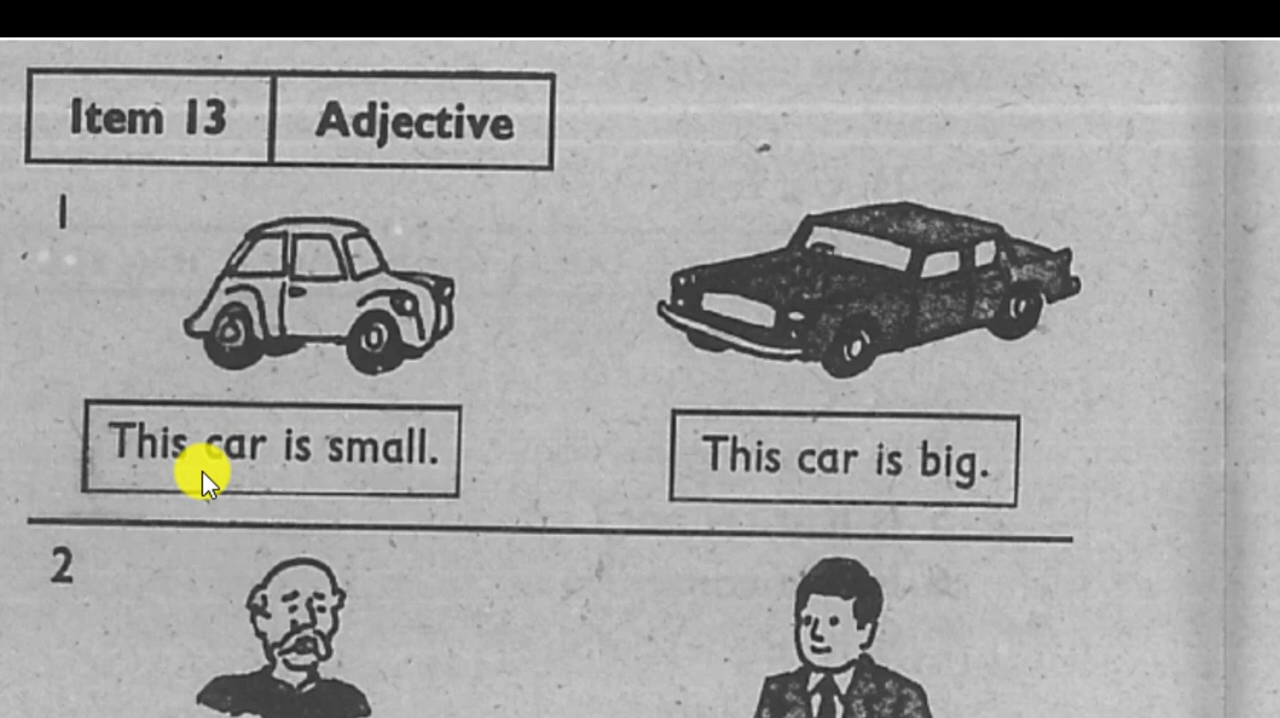 Item 13 Adjective
1
This car is small.
This car is big.
2